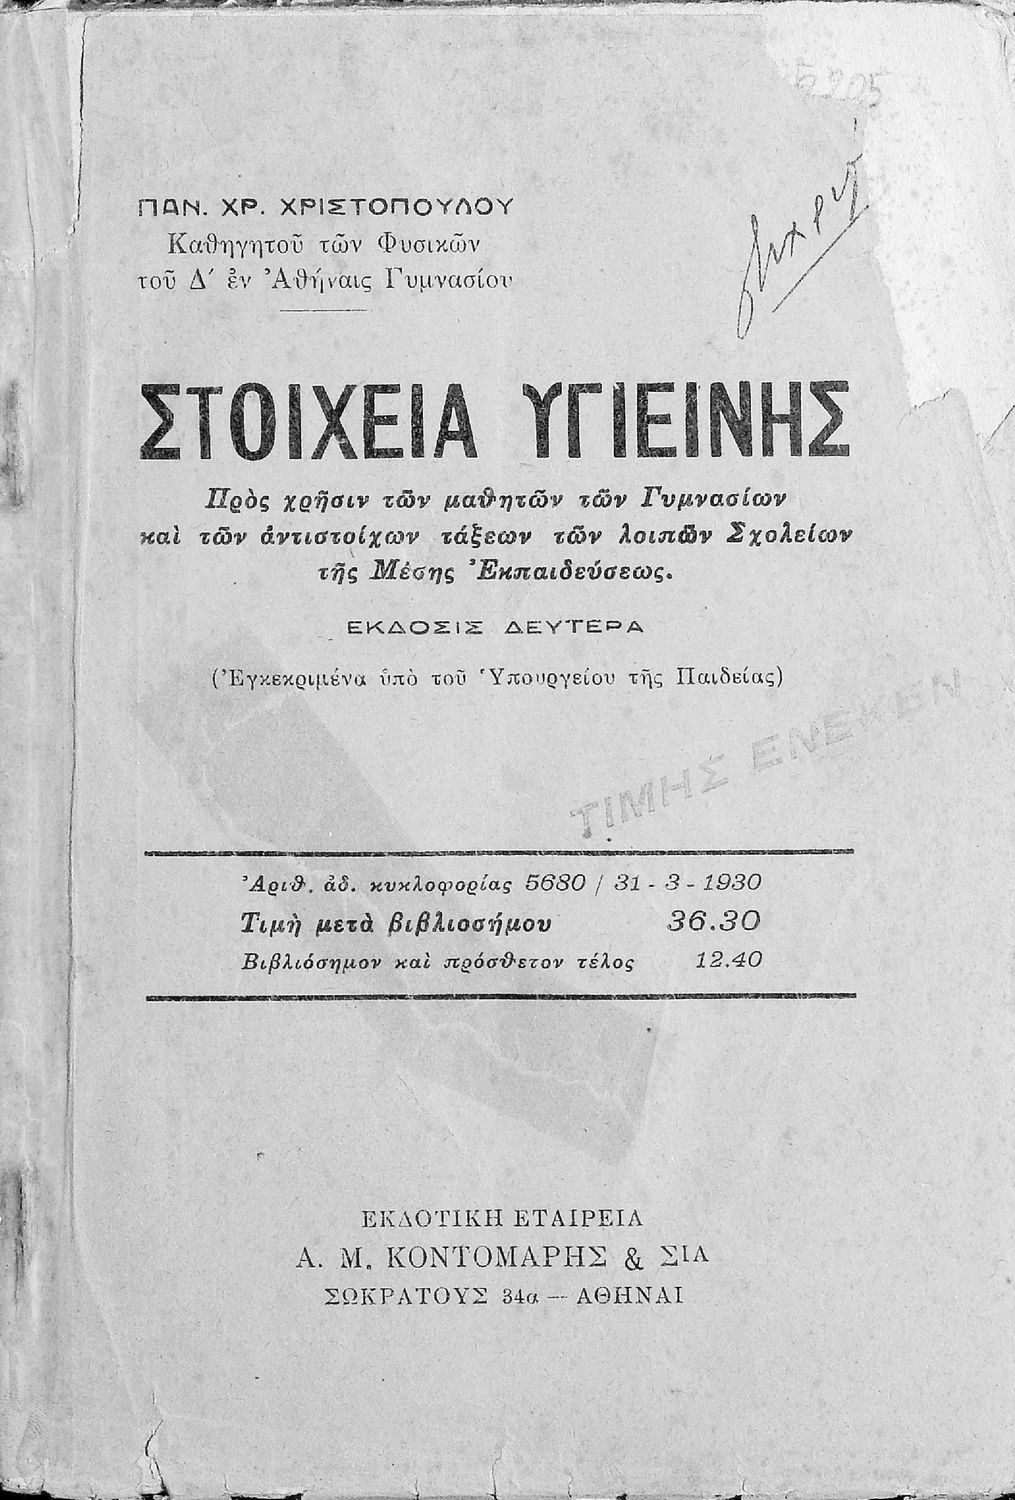 5205
ΠΑΝ. ΧΡ. ΧΡΙΣΤΟΠΟΥΛΟΥ
Καθηγητοῦ τῶν Φυσικῶν
τοῦ Δ΄ ἐν Ἀθήναις Γυμνασίου
ΣΤΟΙΧΕΙΑ ΥΓΙΕΙΝΗΣ
Πρὸς χρῆσιν τῶν μαθητῶν τῶν Γυμνασίων
καὶ τῶν ἀντιστοίχων τάξεων τῶν λοιπῶν Σχολείων
τῆς Μέσης Ἐκπαιδεύσεως.
ΕΚΔΟΣΙΣ ΔΕΥΤΕΡΑ
(Ἐγκεκριμένα ὑπὸ τοῦ Ὑπουργείου τῆς Παιδείας)
ΤΙΜΗΣ ΕΝΕΚΕΝ
Ἀριθ. ἀδ. κυκλοφορίας 5680 / 31 - 3 - 1930
Τιμὴ μετὰ βιβλιοσήμου 36.30
Βιβλιόσημον καὶ πρόσθετον τέλος 12.40
ΕΚΔΟΤΙΚΗ ΕΤΑΙΡΕΙΑ
Α. Μ. ΚΟΝΤΟΜΑΡΗΣ & ΣΙΑ
ΣΩΚΡΑΤΟΥΣ 34α — ΑΘΗΝΑΙ